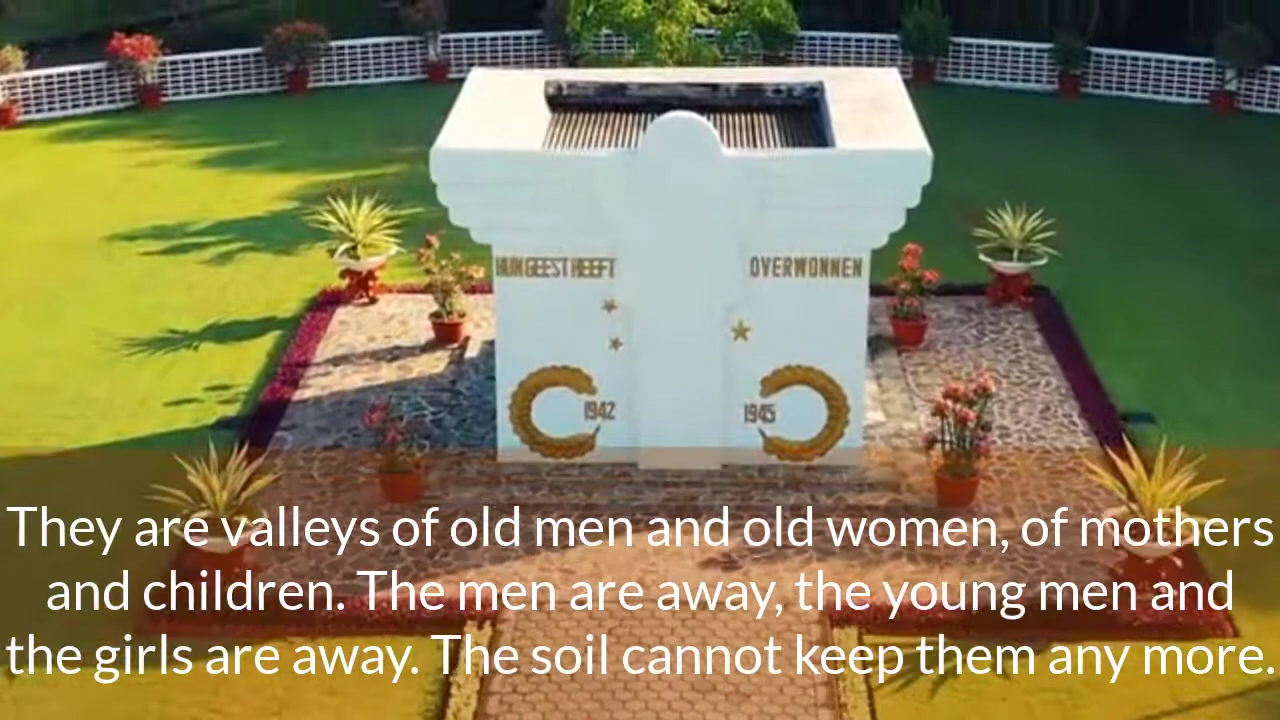 HUN GEEST HEEFT OVERWONNEN
1942 1945
They are valleys of old men and old women, of mothers
and children. The men are away, the young men and
the girls are away. The soil cannot keep them any more.